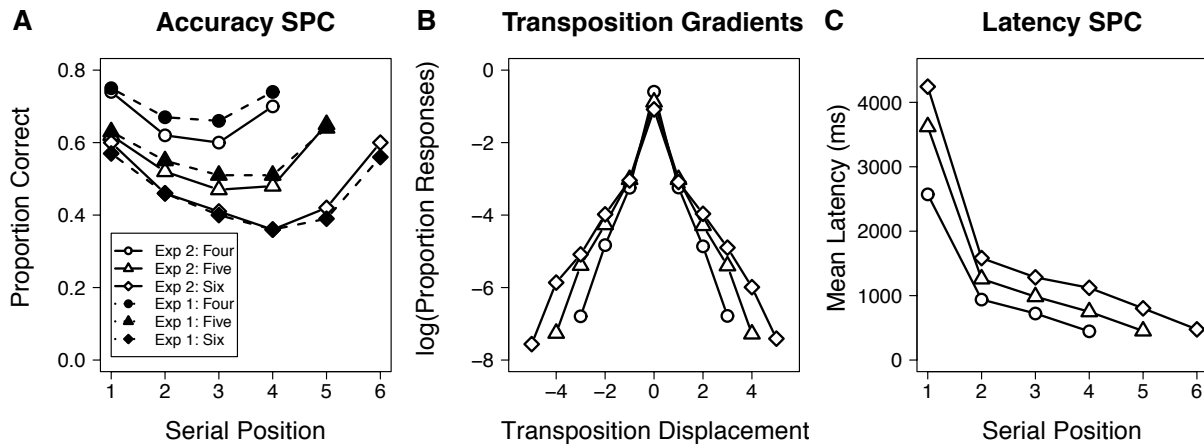 A
Accuracy SPC
Proportion Correct
0.8
0.6
0.4
0.2
0.0
Exp 2: Four
Exp 2: Five
Exp 2: Six
Exp 1: Four
Exp 1: Five
Exp 1: Six
1 2 3 4 5 6
Serial Position
B
Transposition Gradients
log(Proportion Responses)
0
−2
−4
−6
−8
−4 −2 0 2 4
Transposition Displacement
C
Latency SPC
Mean Latency (ms)
4000
3000
2000
1000
0
1 2 3 4 5 6
Serial Position